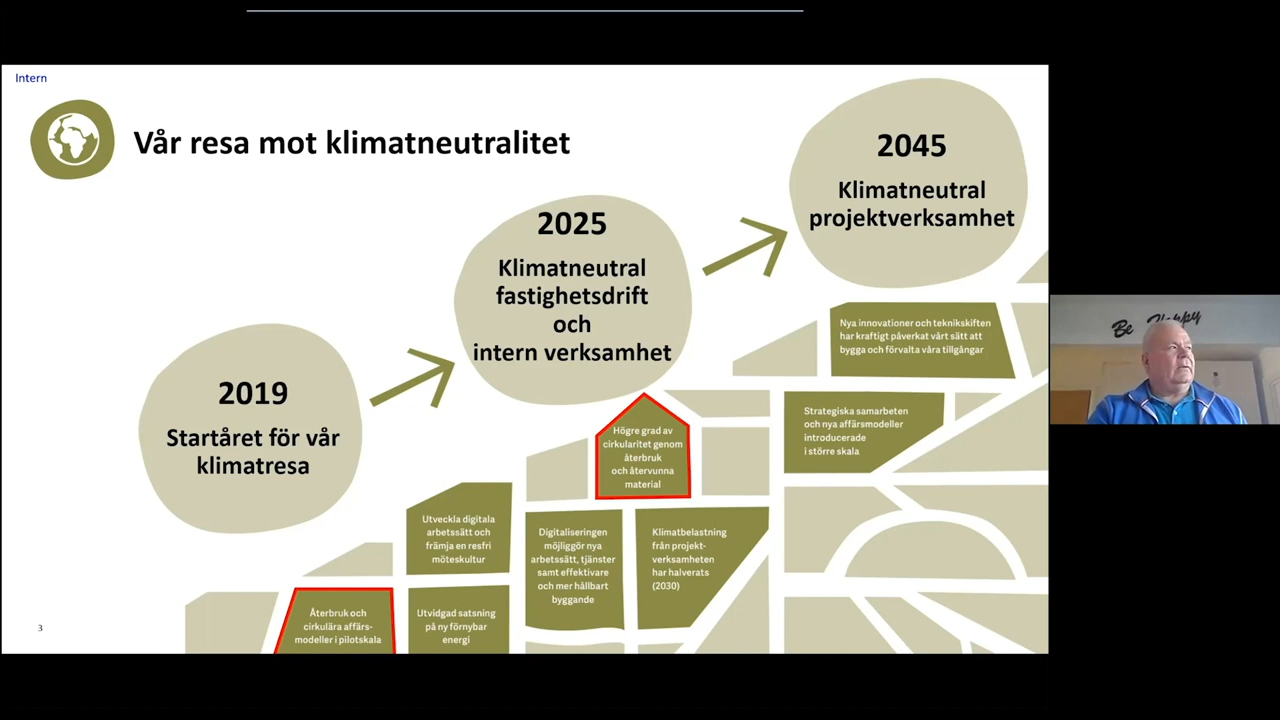 Intern
Vår resa mot klimatneutralitet
2045
Klimatneutral
projektverksamhet
2025
Klimatneutral
fastighetsdrift
och
intern verksamhet
2019
Startåret för vår
klimatresa
Nya innovationer och teknikskiften
har kraftigt påverkat vårt sätt att
bygga och förvalta våra tillgångar
Strategiska samarbeten
och nya affärsmodeller
introducerade
i större skala
Högre grad av
cirkularitet genom
återbruk
och återvunna
material
Utveckla digitala
arbetssätt och
främja en resfri
möteskultur
Digitaliseringen
möjliggör nya
arbetssätt, tjänster
samt effektivare
och mer hållbart
byggande
Klimatbelastning
från projekt-
verksamheten
har halverats
(2030)
Återbruk och
cirkulära affärs-
modeller i pilotskala
Utvidgad satsning
på ny förnybar
energi
3
Be Happy